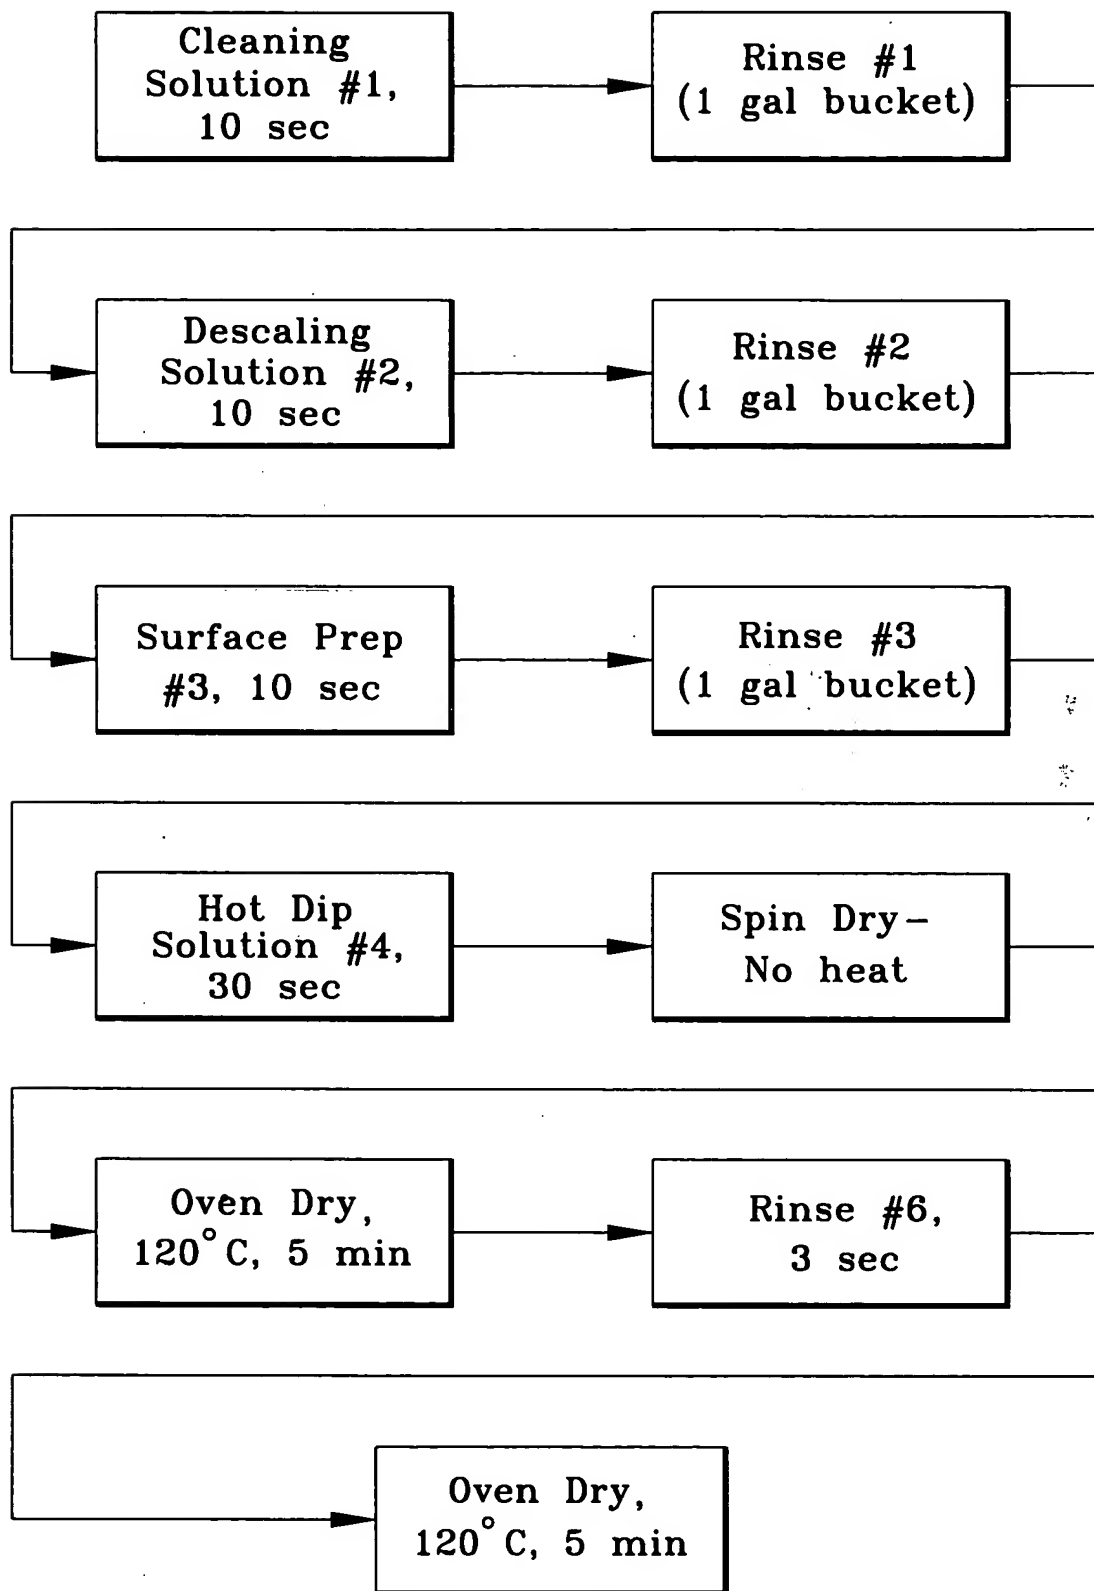 Cleaning
Solution #1,
10 sec
Rinse #1
(1 gal bucket)
Descaling
Solution #2,
10 sec
Rinse #2
(1 gal bucket)
Surface Prep
#3, 10 sec
Rinse #3
(1 gal bucket)
Hot Dip
Solution #4,
30 sec
Spin Dry–
No heat
Oven Dry,
120°C, 5 min
Rinse #6,
3 sec
Oven Dry,
120°C, 5 min